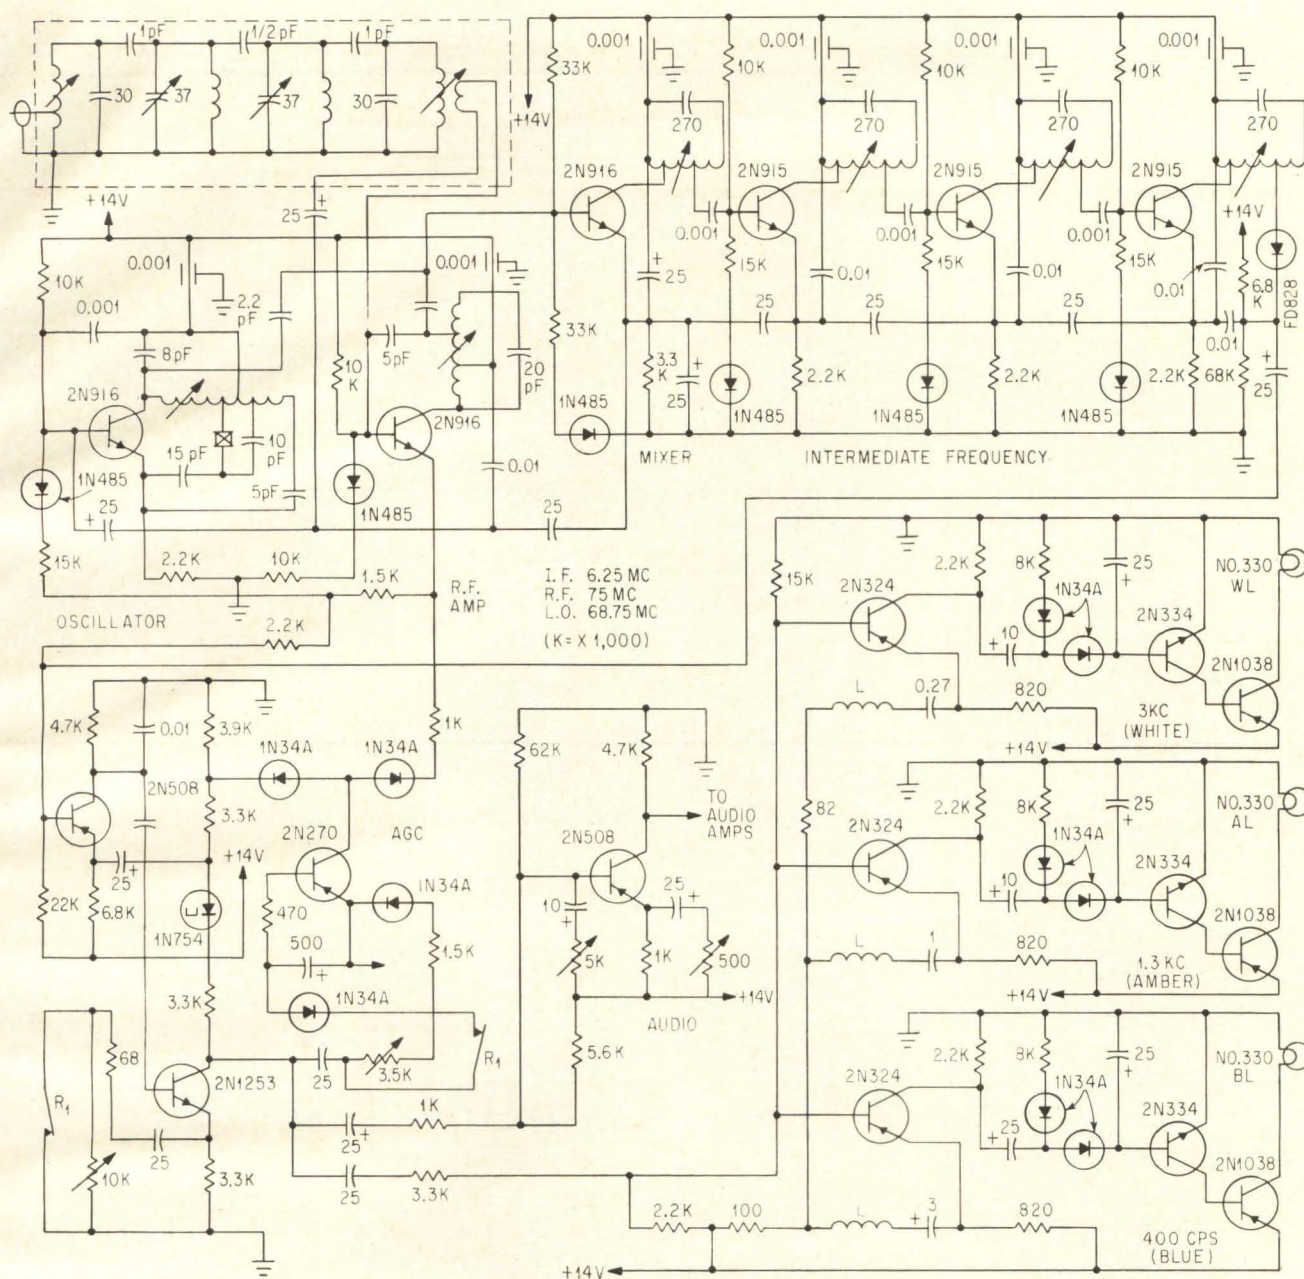 1pF
1/2pF
1pF
30
37
37
30
+14V
33K
0.001
10K
0.001
10K
0.001
10K
0.001
270
270
270
270
2N916
2N915
2N915
2N915
+14V
25
+
0.001
0.001
0.001
+14V
10K
0.001
0.001
2.2
pF
0.001
8pF
5pF
20
pF
10
K
33K
+
25
15K
0.01
15K
0.01
15K
0.01
6.8
K
FD828
25
25
25
0.01
3.3
K
+
25
2.2K
2.2K
2.2K
68K
+
25
1N485
1N485
1N485
1N485
MIXER
INTERMEDIATE FREQUENCY
2N916
15pF
10
pF
5pF
2N916
0.01
1N485
25
+
1N485
25
15K
2.2K
10K
1.5K
OSCILLATOR
R.F.
AMP
I.F. 6.25 MC
R.F. 75 MC
L.O. 68.75 MC
(K= X 1,000)
2.2K
15K
2N324
2.2K
8K
1N34A
25
+
NO.330
WL
+
10
2N334
2N1038
L
0.27
820
3KC
(WHITE)
+14V
4.7K
0.01
3.9K
1N34A
1N34A
1K
62K
4.7K
TO
AUDIO
AMPS
2N508
3.3K
2N270
AGC
2N508
82
2N324
2.2K
8K
1N34A
25
+
NO.330
AL
+
10
2N334
2N1038
25
+
+14V
1N34A
22K
6.8K
1N754
470
500
+
1.5K
10
+
5K
25
+
1K
500
L
1
820
1.3 KC
(AMBER)
+14V
3.3K
1N34A
+14V
AUDIO
5.6K
68
R1
2N1253
25
3.5K
R1
25
+
1K
25
10K
3.3K
25
3.3K
2N324
2.2K
8K
1N34A
25
+
NO.330
BL
+
25
2N334
2N1038
2.2K
100
L
+
3
820
400 CPS
(BLUE)
+14V